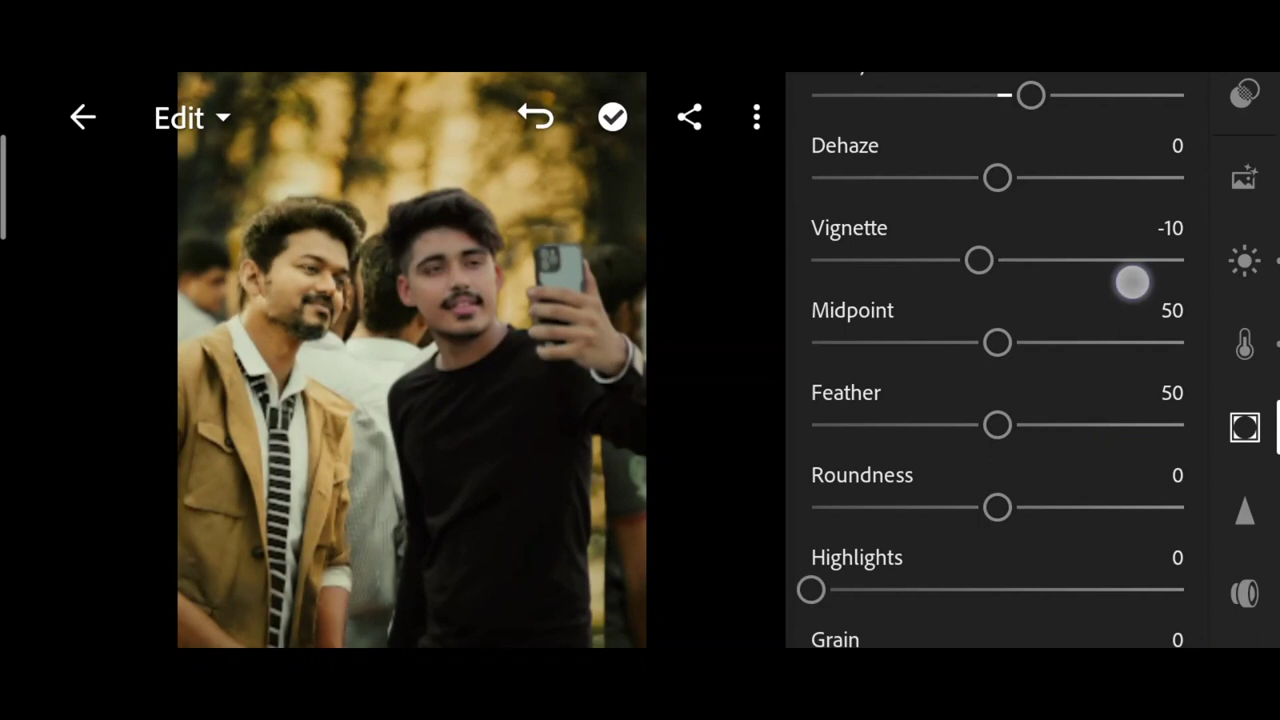 Edit
Dehaze 0
Vignette -10
Midpoint 50
Feather 50
Roundness 0
Highlights 0
Grain 0